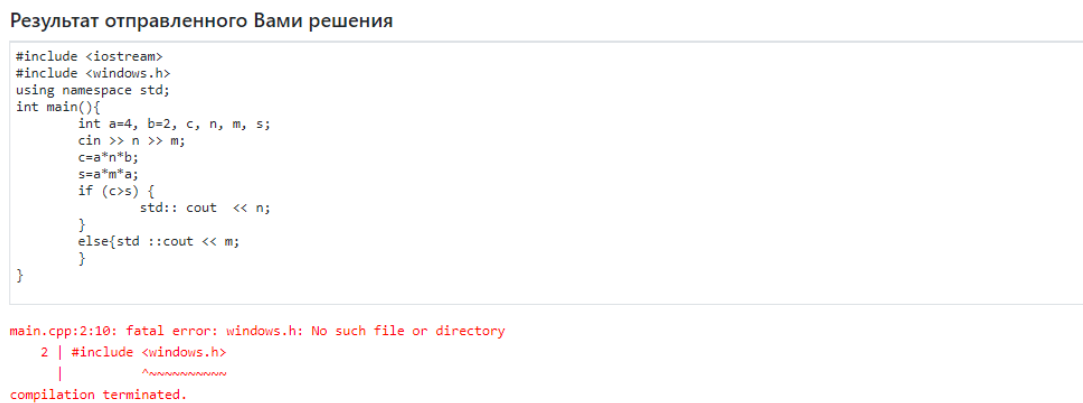 Результат отправленного Вами решения
#include <iostream>
#include <windows.h>
using namespace std;
int main(){
        int a=4, b=2, c, n, m, s;
        cin >> n >> m;
        c=a*n*b;
        s=a*m*a;
        if (c>s) {
                std:: cout  << n;
        }
        else{std ::cout << m;
        }
}
main.cpp:2:10: fatal error: windows.h: No such file or directory
    2 | #include <windows.h>
      |          ^~~~~~~~~~~
compilation terminated.